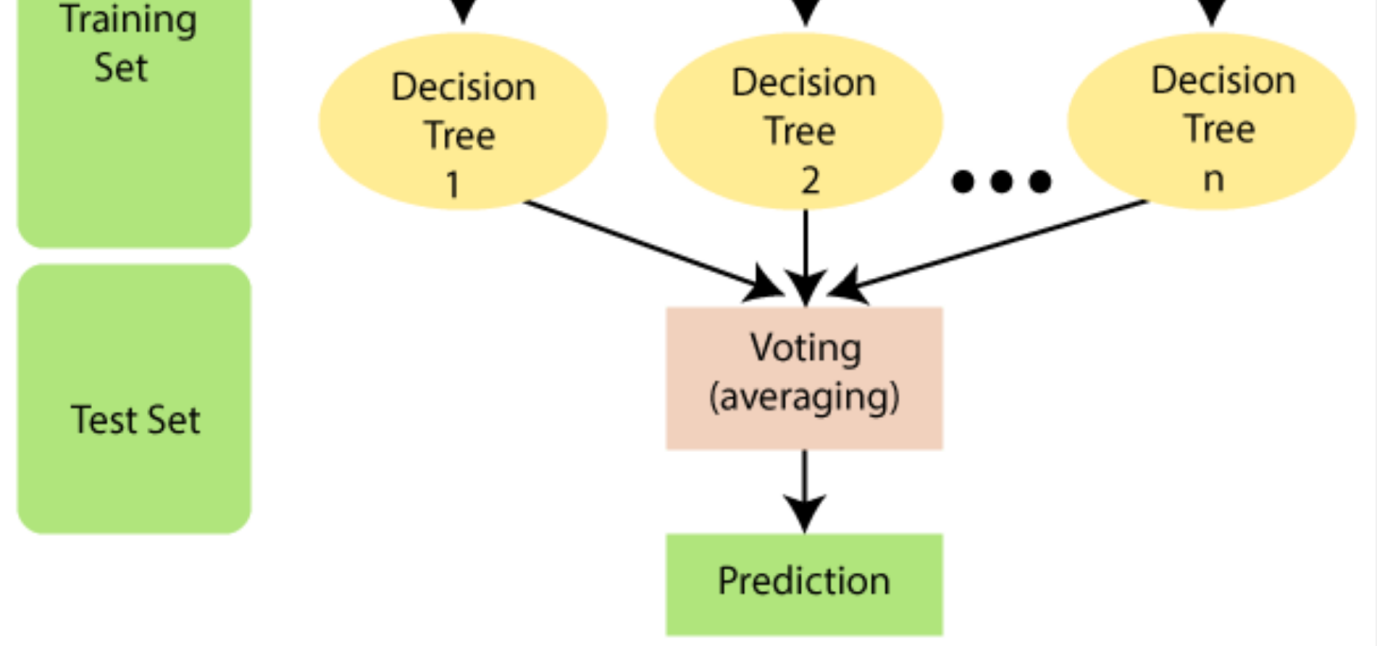 Training
Set
Decision
Tree
1
Decision
Tree
2
Decision
Tree
n
Test Set
Voting
(averaging)
Prediction